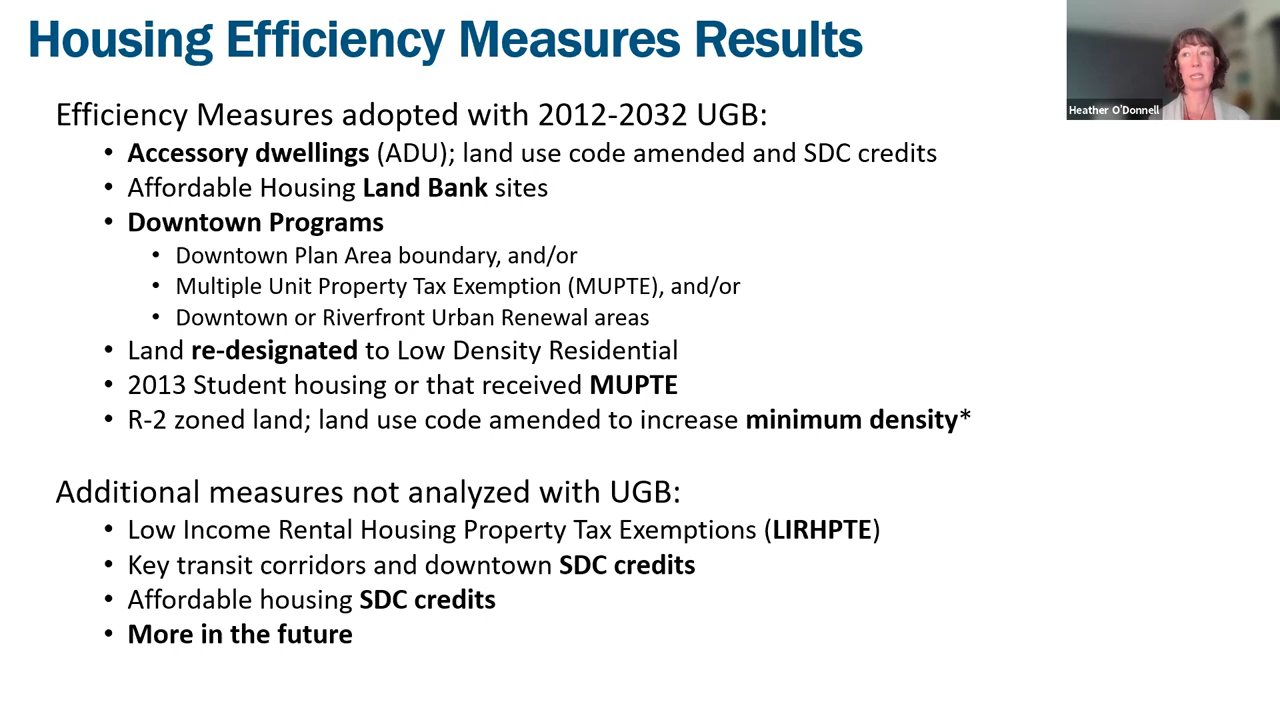 Housing Efficiency Measures Results
Heather O'Donnell
Efficiency Measures adopted with 2012-2032 UGB:
• Accessory dwellings (ADU); land use code amended and SDC credits
• Affordable Housing Land Bank sites
• Downtown Programs
• Downtown Plan Area boundary, and/or
• Multiple Unit Property Tax Exemption (MUPTE), and/or
• Downtown or Riverfront Urban Renewal areas
• Land re-designated to Low Density Residential
• 2013 Student housing or that received MUPTE
• R-2 zoned land; land use code amended to increase minimum density*
Additional measures not analyzed with UGB:
• Low Income Rental Housing Property Tax Exemptions (LIRHPTE)
• Key transit corridors and downtown SDC credits
• Affordable housing SDC credits
• More in the future